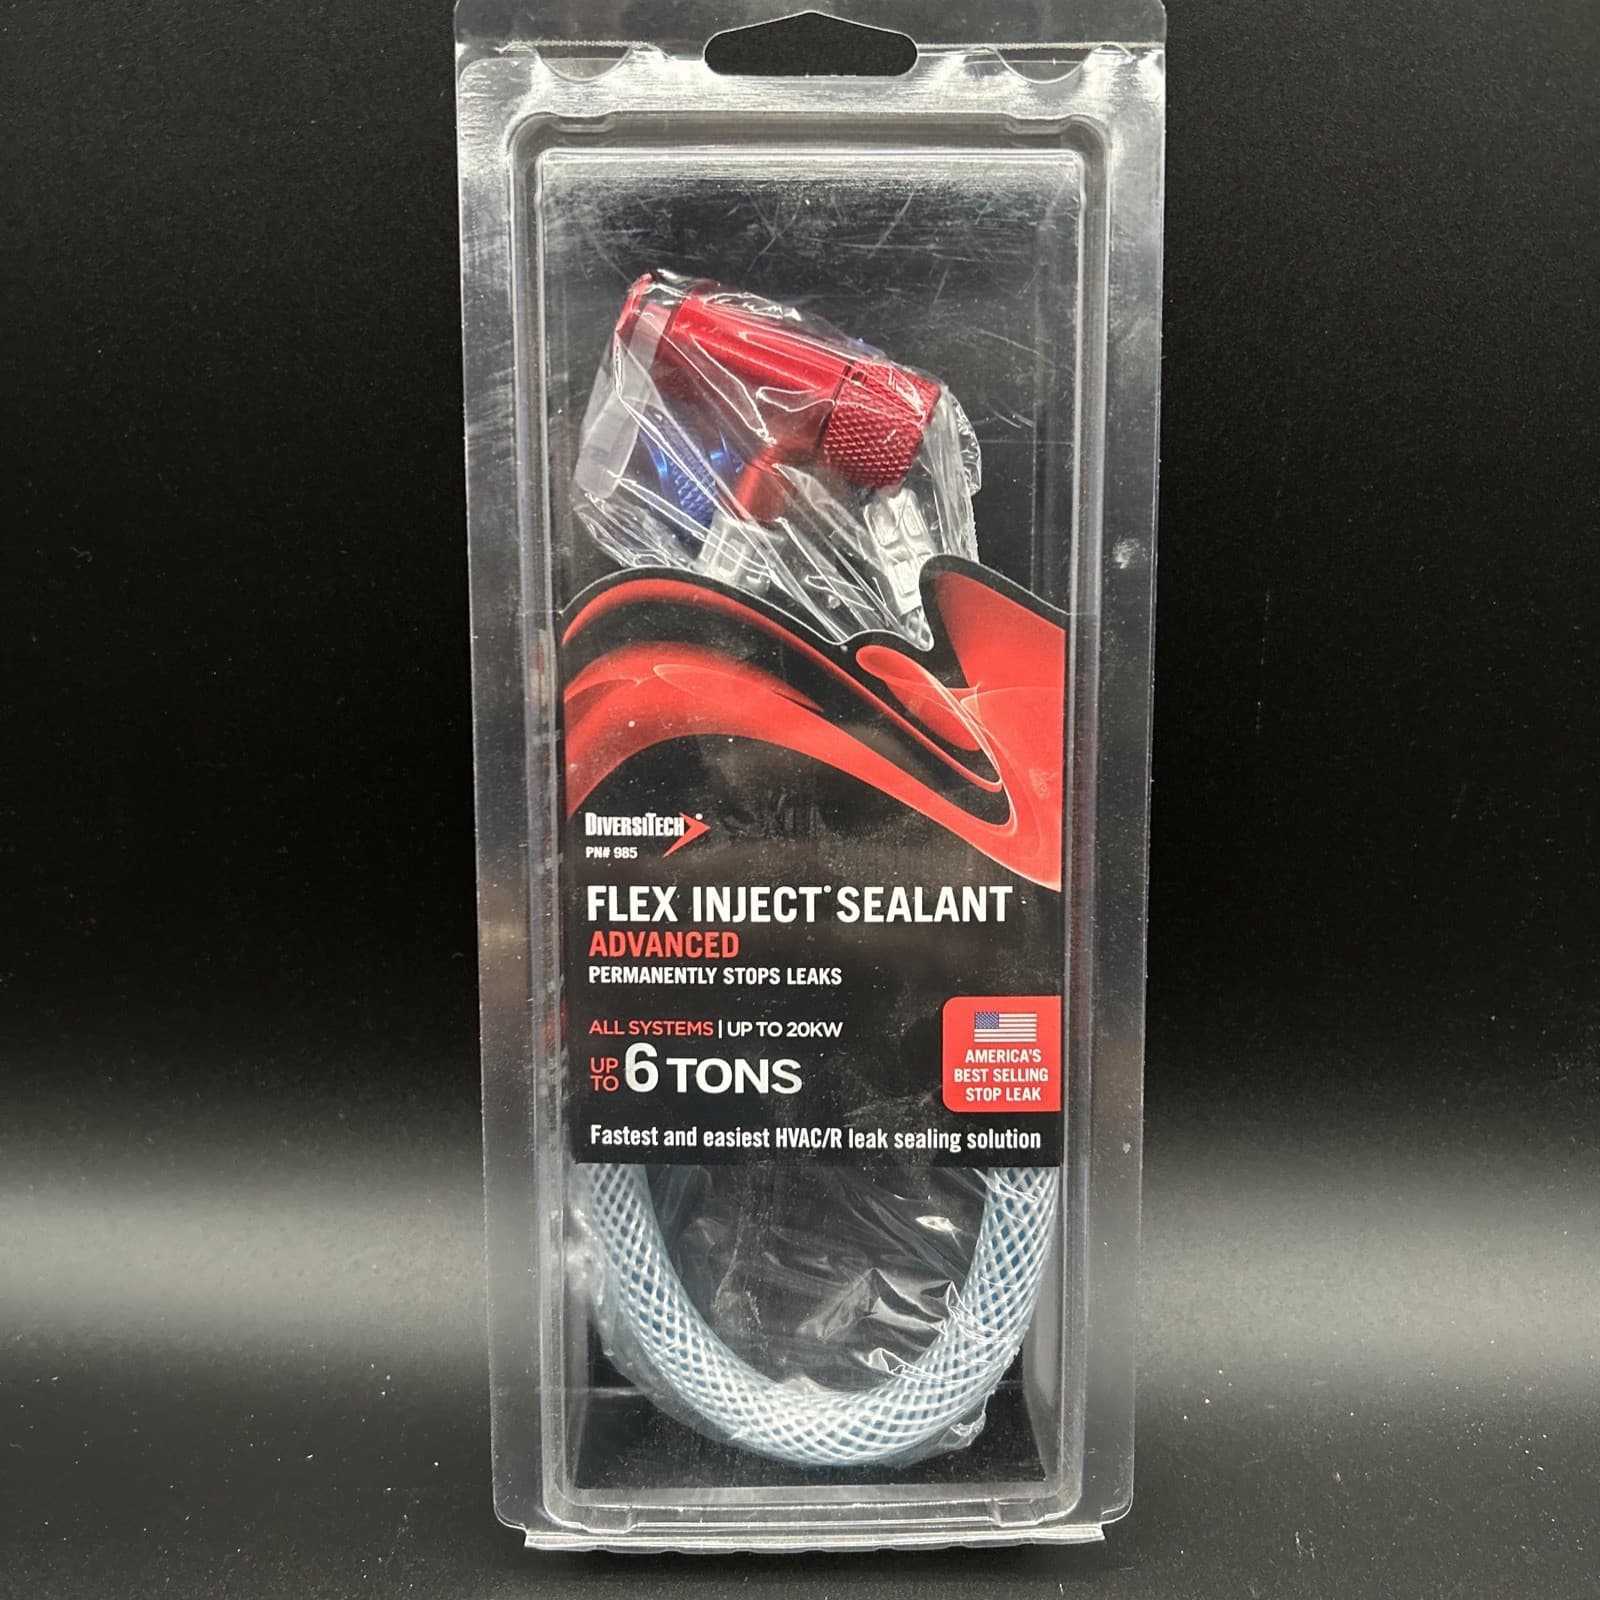 DIVERSITECH
PN# 985
FLEX INJECT® SEALANT
ADVANCED
PERMANENTLY STOPS LEAKS
ALL SYSTEMS | UP TO 20KW
UP TO 6 TONS
AMERICA'S
BEST SELLING
STOP LEAK
Fastest and easiest HVAC/R leak sealing solution